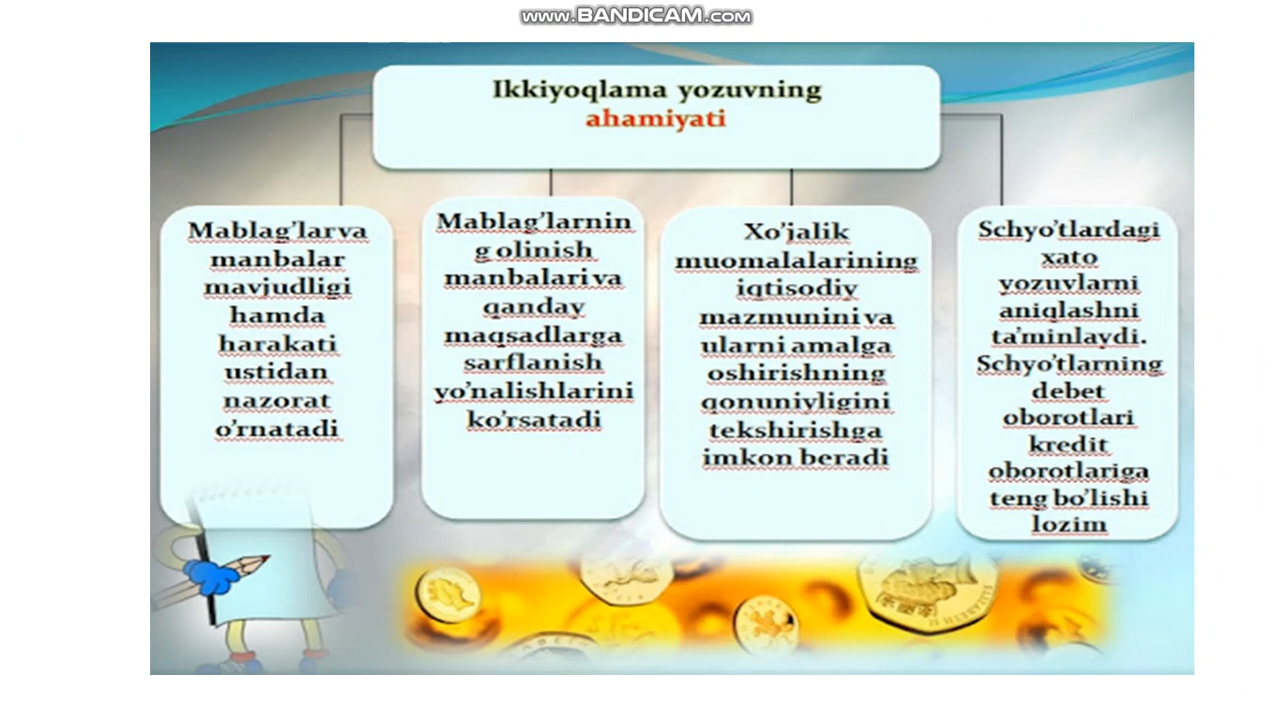 www.BANDICAM.com
Ikkiyoqlama yozuvning
ahamiyati
Mablag’lar va
manbalar
mavjudligi
hamda
harakati
ustidan
nazorat
o’rnatadi
Mablag’larnin
g olinish
manbalari va
qanday
maqsadlarga
sarflanish
yo’nalishlarini
ko’rsatadi
Xo’jalik
muomalalarining
iqtisodiy
mazmunini va
ularni amalga
oshirishning
qonuniyligini
tekshirishga
imkon beradi
Schyo’tlardagi
xato
yozuvlarni
aniqlashni
ta’minlaydi.
Schyo’tlarning
debet
oborotlari
kredit
oborotlariga
teng bo’lishi
lozim